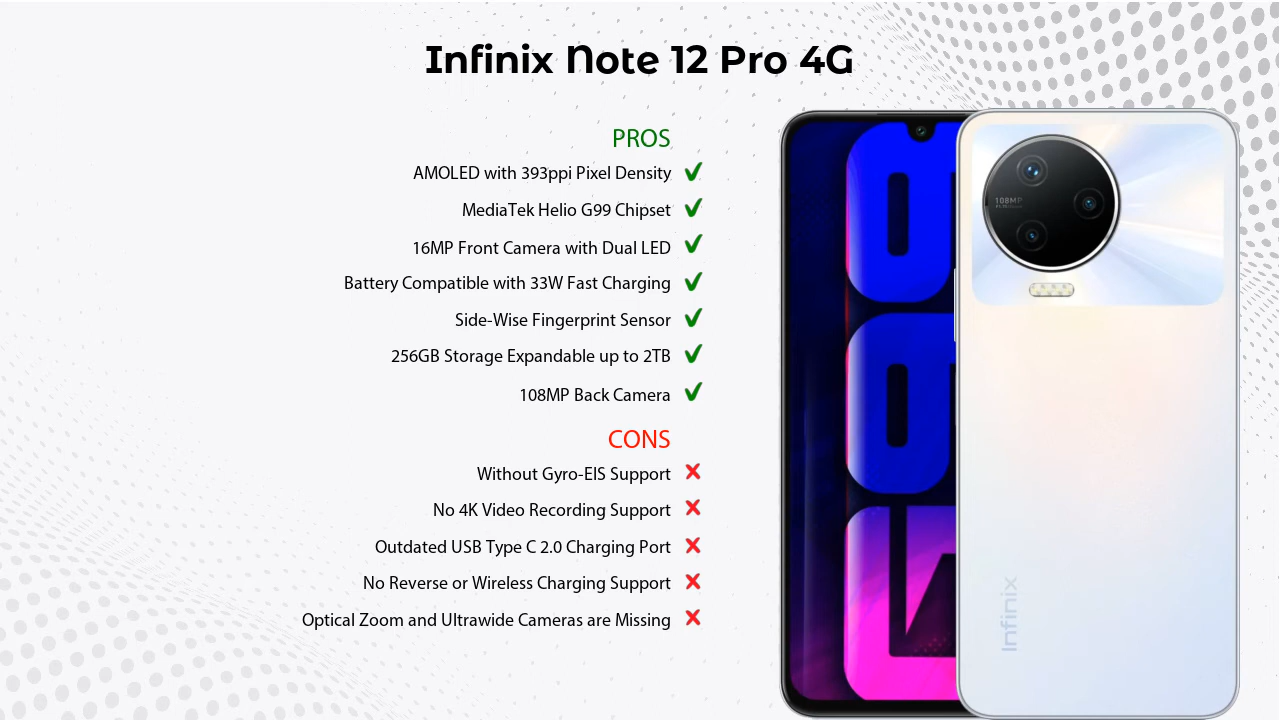 Infinix Note 12 Pro 4G
PROS
AMOLED with 393ppi Pixel Density
MediaTek Helio G99 Chipset
16MP Front Camera with Dual LED
Battery Compatible with 33W Fast Charging
Side-Wise Fingerprint Sensor
256GB Storage Expandable up to 2TB
108MP Back Camera
CONS
Without Gyro-EIS Support
No 4K Video Recording Support
Outdated USB Type C 2.0 Charging Port
No Reverse or Wireless Charging Support
Optical Zoom and Ultrawide Cameras are Missing
108MP
Infinix